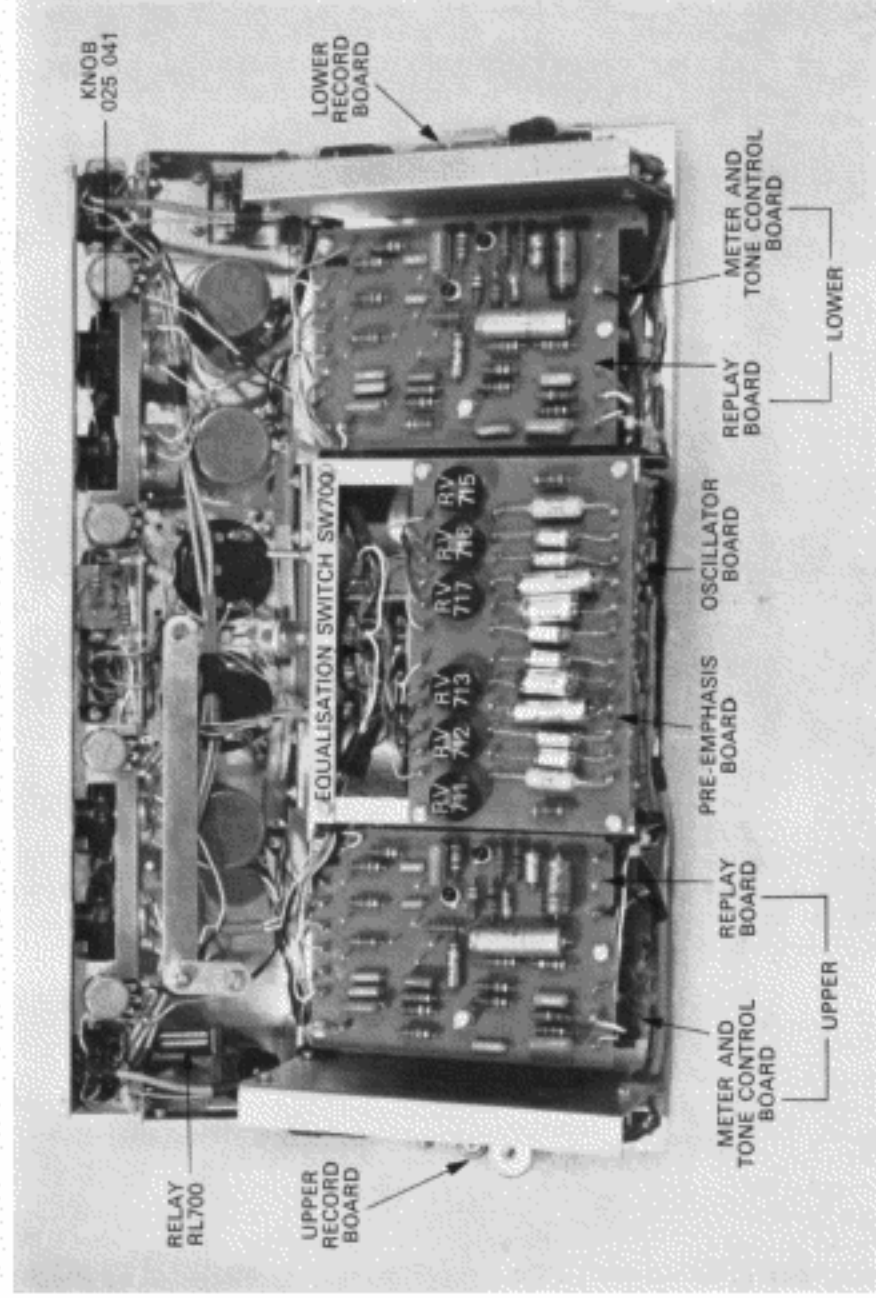 KNOB
025 041
RELAY
RL700
UPPER
RECORD
BOARD
LOWER
RECORD
BOARD
EQUALISATION SWITCH SW700
RV
711
RV
712
RV
713
RV
717
RV
716
RV
715
METER AND
TONE CONTROL
BOARD
REPLAY
BOARD
UPPER
PRE-EMPHASIS
BOARD
OSCILLATOR
BOARD
REPLAY
BOARD
METER AND
TONE CONTROL
BOARD
LOWER